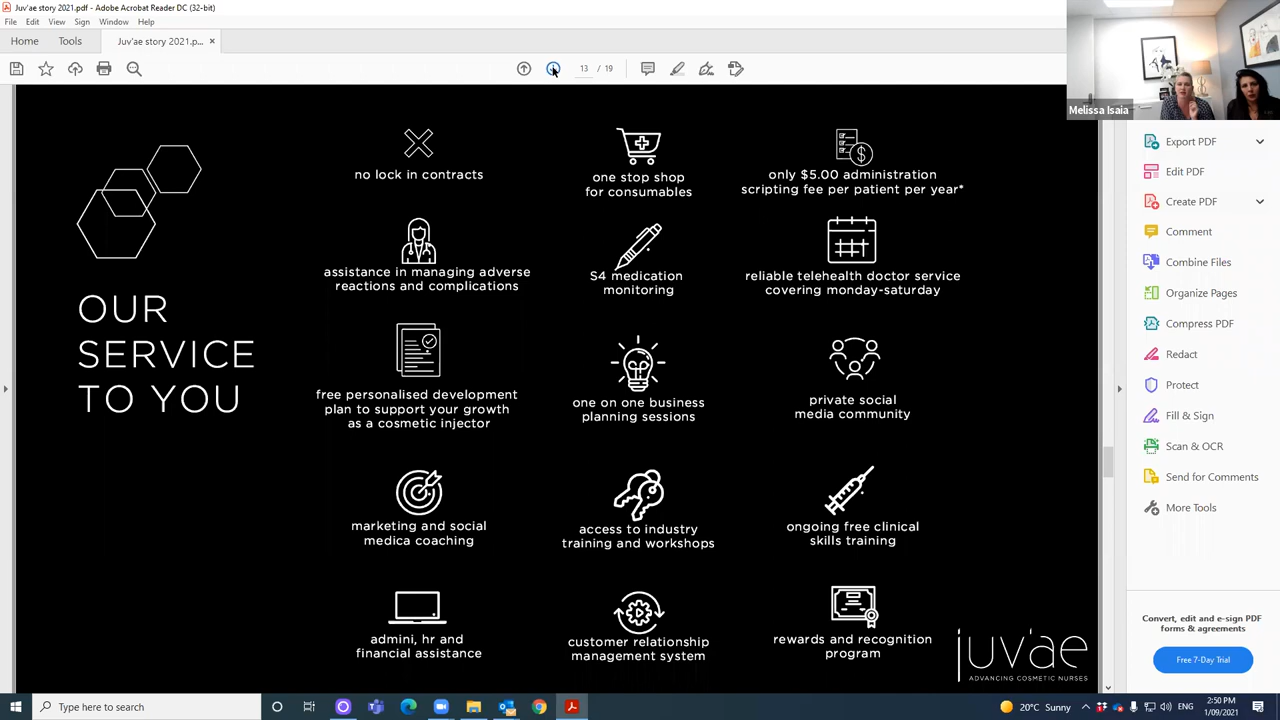 Juv'ae story 2021.pdf - Adobe Acrobat Reader DC (32-bit)
File Edit View Sign Window Help
Home Tools Juv'ae story 2021.p... ×
13 / 19
Melissa Isaia
OUR
SERVICE
TO YOU
no lock in contracts
one stop shop
for consumables
only $5.00 administration
scripting fee per patient per year*
assistance in managing adverse
reactions and complications
S4 medication
monitoring
reliable telehealth doctor service
covering monday-saturday
free personalised development
plan to support your growth
as a cosmetic injector
one on one business
planning sessions
private social
media community
marketing and social
medica coaching
access to industry
training and workshops
ongoing free clinical
skills training
admini, hr and
financial assistance
customer relationship
management system
rewards and recognition
program
juv'ae
ADVANCING COSMETIC NURSES
Export PDF
Edit PDF
Create PDF
Comment
Combine Files
Organize Pages
Compress PDF
Redact
Protect
Fill & Sign
Scan & OCR
Send for Comments
More Tools
Convert, edit and e-sign PDF
forms & agreements
Free 7-Day Trial
Type here to search
20°C Sunny
2:50 PM
1/09/2021